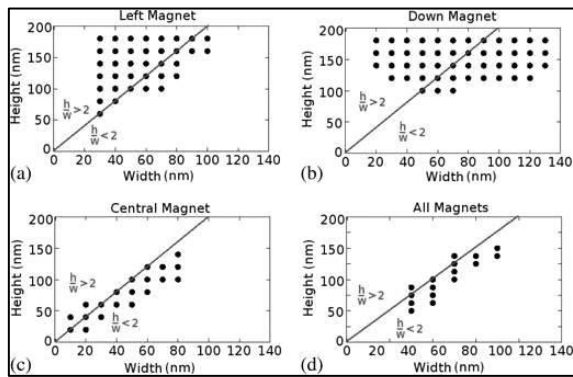 Left Magnet
200
150
100
50
0
Height (nm)
h/w>2
h/w<2
0 20 40 60 80 100 120 140
Width (nm)
(a)
Down Magnet
200
150
100
50
0
Height (nm)
h/w>2
h/w<2
0 20 40 60 80 100 120 140
Width (nm)
(b)
Central Magnet
200
150
100
50
0
Height (nm)
h/w>2
h/w<2
0 20 40 60 80 100 120 140
Width (nm)
(c)
All Magnets
200
150
100
50
0
Height (nm)
h/w>2
h/w<2
0 20 40 60 80 100 120 140
Width (nm)
(d)